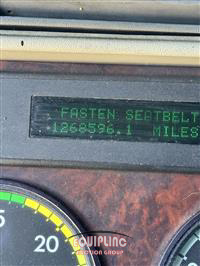 FASTEN SEATBELT
1268596.1 MILES
5
20
EQUIPLINC
AUCTION GROUP